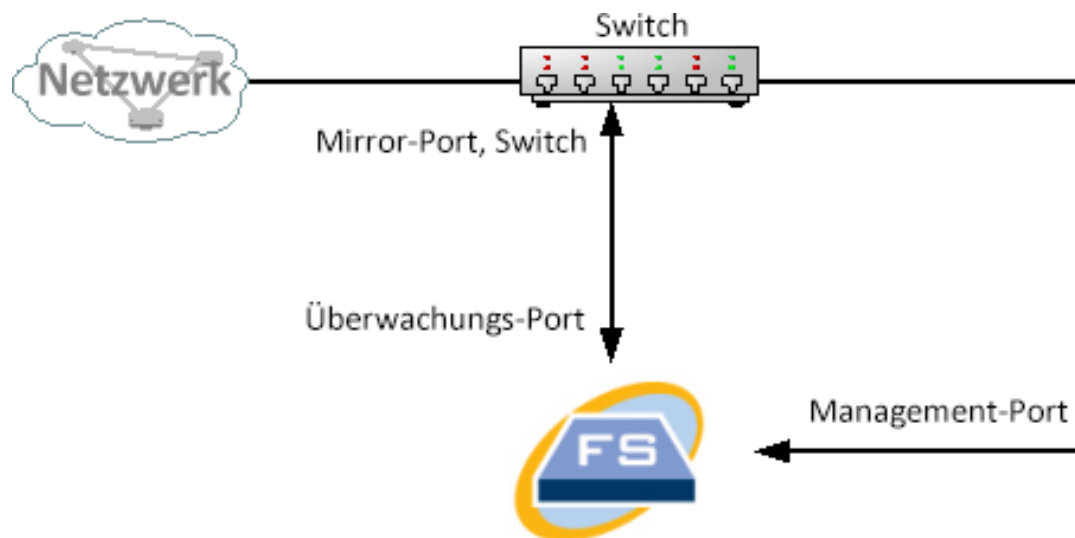 Switch
Netzwerk
Mirror-Port, Switch
Überwachungs-Port
Management-Port
FS